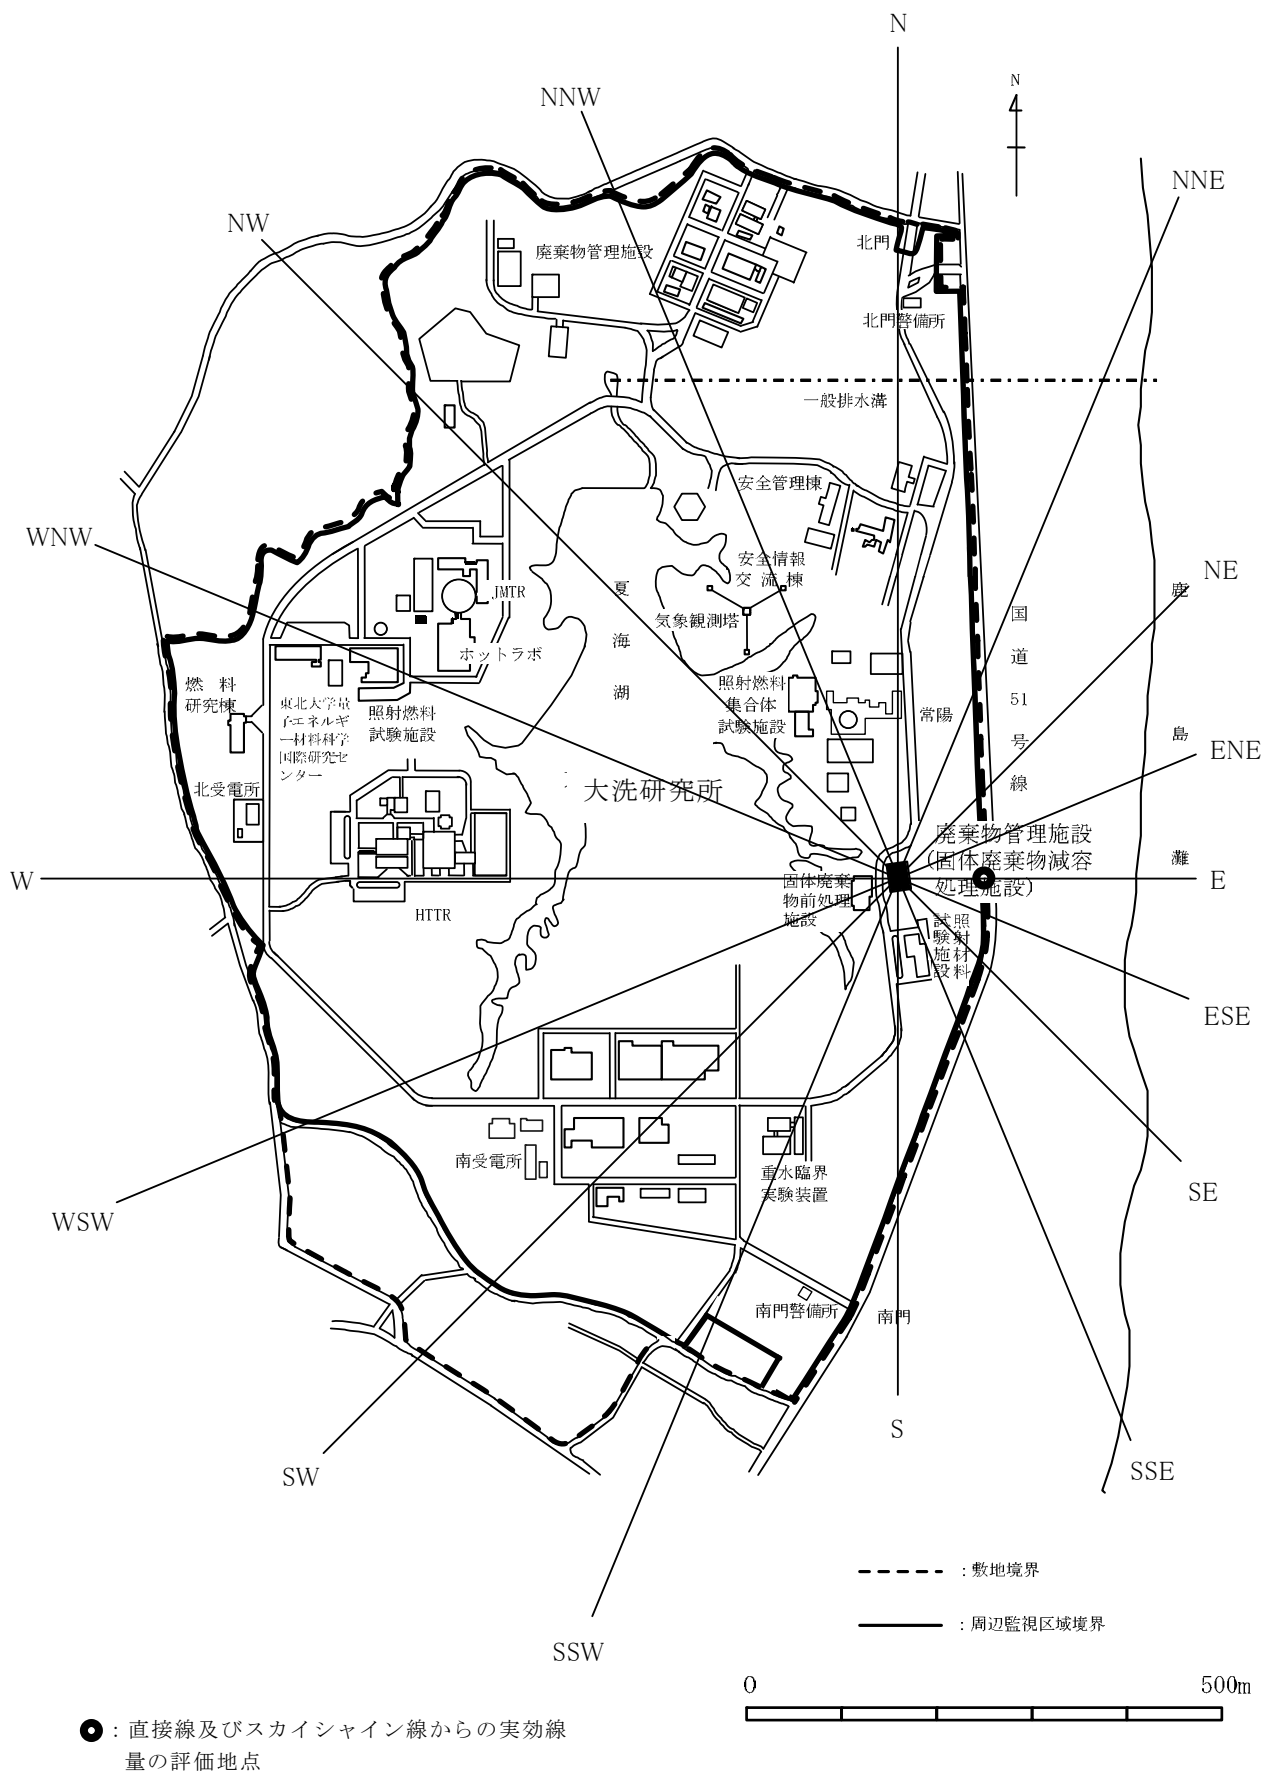 N
NNW
N
NNE
NW
北門
廃棄物管理施設
北門警備所
一般排水溝
安全管理棟
WNW
安全情報
交流棟
NE
鹿
島
灘
国
道
51
号
線
夏
海
湖
JMTR
気象観測塔
ホットラボ
燃料
研究棟
東北大学量
子エネルギ
ー材料科学
国際研究セ
ンター
照射燃料
試験施設
照射燃料
集合体
試験施設
常陽
ENE
北受電所
大洗研究所
廃棄物管理施設
(固体廃棄物減容
処理施設)
W
E
固体廃棄
物前処理
施設
HTTR
照射材料
試験施設
ESE
南受電所
重水臨界
実験装置
SE
WSW
南門警備所
南門
S
SW
SSE
SSW
：敷地境界
：周辺監視区域境界
0
500m
：直接線及びスカイシャイン線からの実効線
量の評価地点